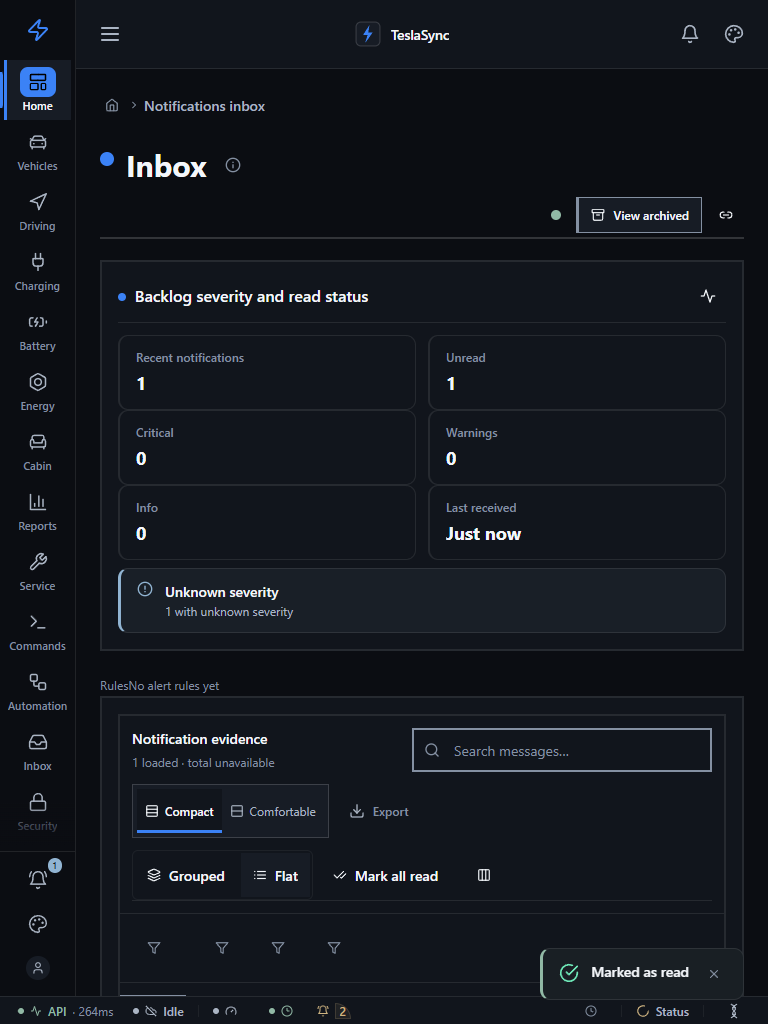 TeslaSync
Home
Vehicles
Driving
Charging
Battery
Energy
Cabin
Reports
Service
Commands
Automation
Inbox
Security
1
Notifications inbox
Inbox
View archived
Backlog severity and read status
Recent notifications
1
Unread
1
Critical
0
Warnings
0
Info
0
Last received
Just now
Unknown severity
1 with unknown severity
RulesNo alert rules yet
Notification evidence
1 loaded · total unavailable
Search messages...
Compact
Comfortable
Export
Grouped
Flat
Mark all read
Marked as read
API · 264ms
Idle
2
Status